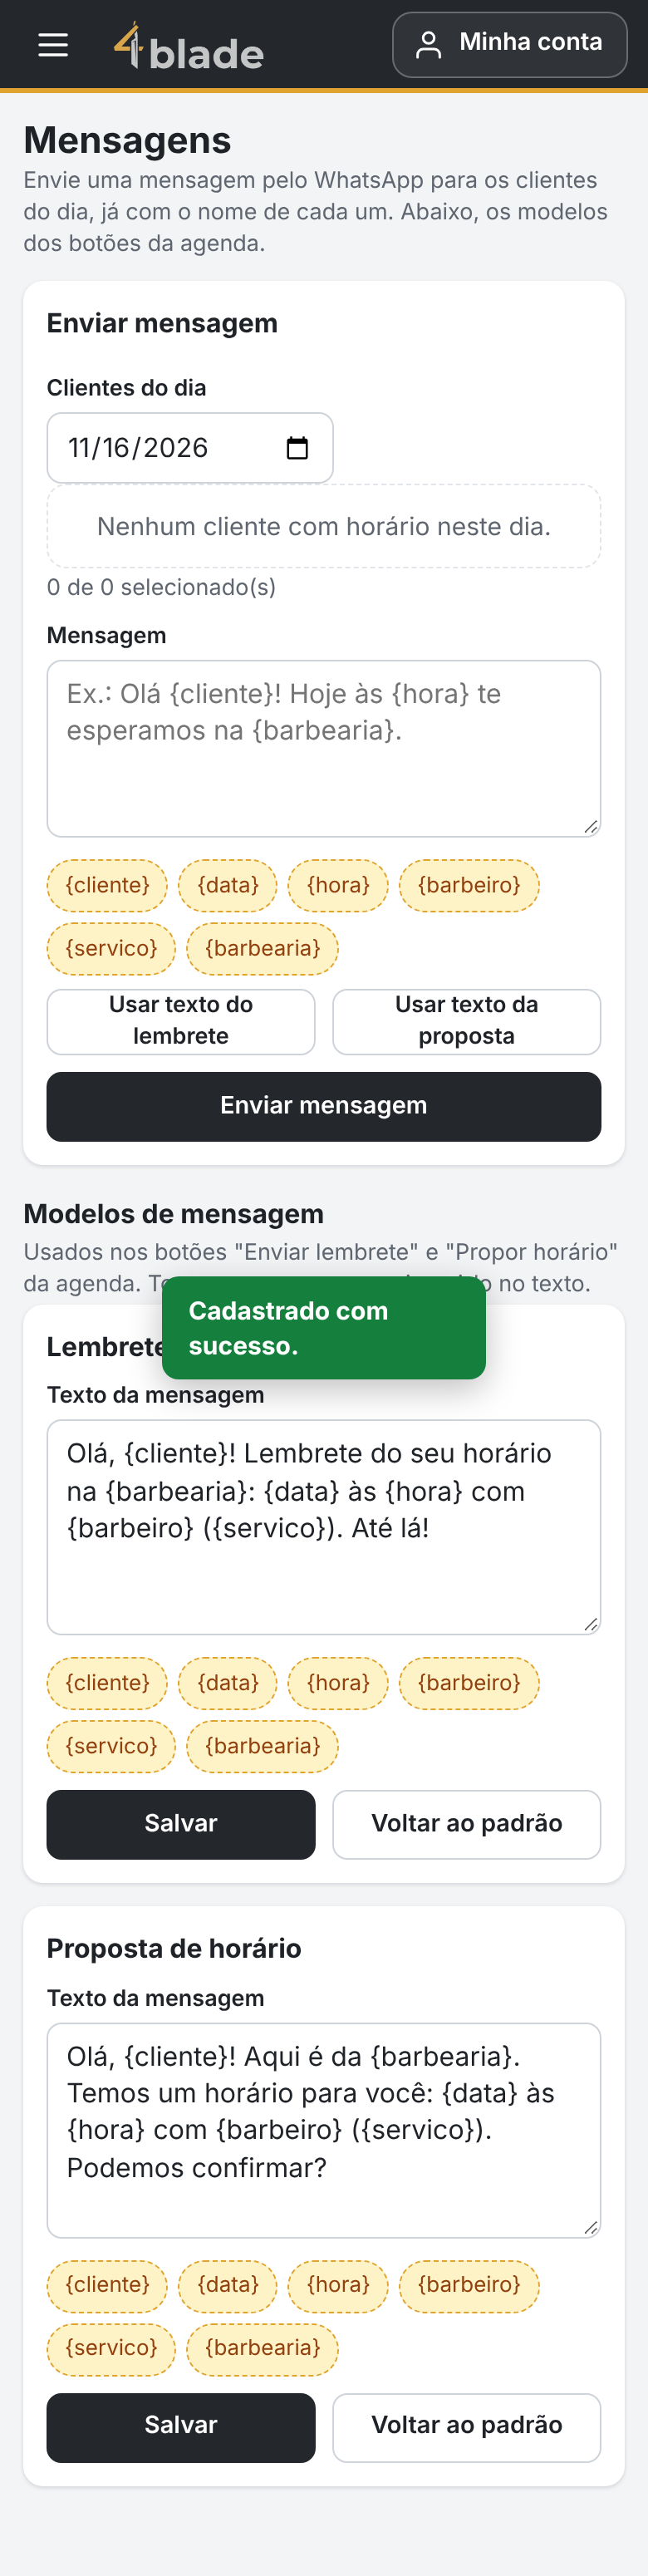 4blade
Minha conta
Mensagens
Envie uma mensagem pelo WhatsApp para os clientes
do dia, já com o nome de cada um. Abaixo, os modelos
dos botões da agenda.
Enviar mensagem
Clientes do dia
11/16/2026
Nenhum cliente com horário neste dia.
0 de 0 selecionado(s)
Mensagem
Ex.: Olá {cliente}! Hoje às {hora} te
esperamos na {barbearia}.
{cliente} {data} {hora} {barbeiro}
{servico} {barbearia}
Usar texto do
lembrete
Usar texto da
proposta
Enviar mensagem
Modelos de mensagem
Usados nos botões "Enviar lembrete" e "Propor horário"
da agenda. no texto.
Cadastrado com
sucesso.
Lembrete
Texto da mensagem
Olá, {cliente}! Lembrete do seu horário
na {barbearia}: {data} às {hora} com
{barbeiro} ({servico}). Até lá!
{cliente} {data} {hora} {barbeiro}
{servico} {barbearia}
Salvar
Voltar ao padrão
Proposta de horário
Texto da mensagem
Olá, {cliente}! Aqui é da {barbearia}.
Temos um horário para você: {data} às
{hora} com {barbeiro} ({servico}).
Podemos confirmar?
{cliente} {data} {hora} {barbeiro}
{servico} {barbearia}
Salvar
Voltar ao padrão